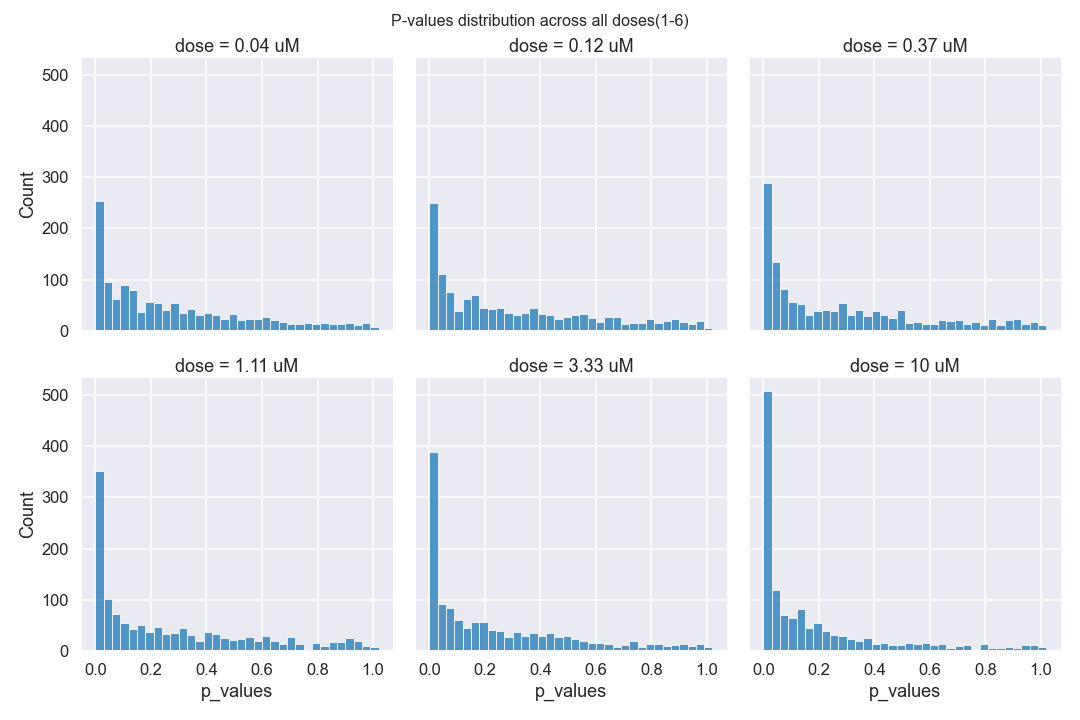 P-values distribution across all doses(1-6)
dose = 0.04 uM
dose = 0.12 uM
dose = 0.37 uM
500
400
300
200
100
0
Count
dose = 1.11 uM
dose = 3.33 uM
dose = 10 uM
500
400
300
200
100
0
Count
0.0 0.2 0.4 0.6 0.8 1.0
0.0 0.2 0.4 0.6 0.8 1.0
0.0 0.2 0.4 0.6 0.8 1.0
p_values
p_values
p_values